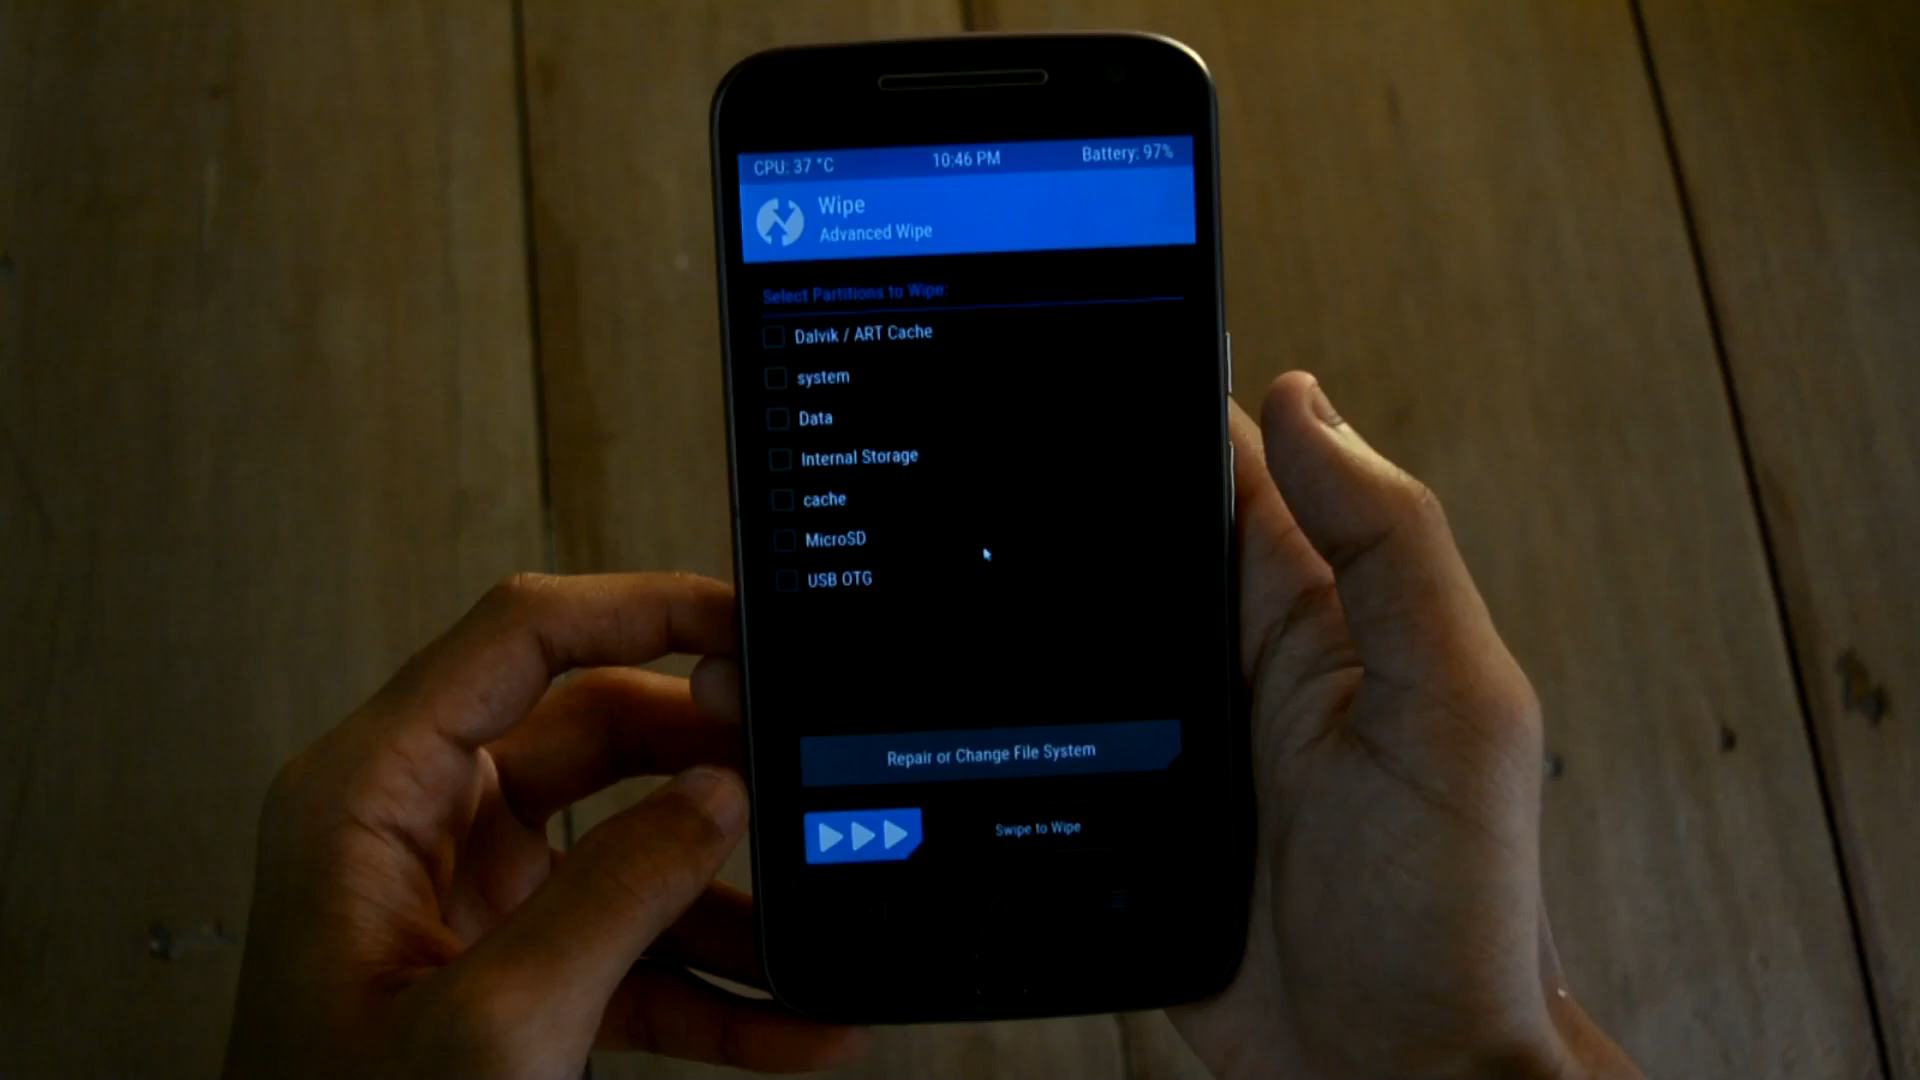 CPU: 37 °C 10:46 PM Battery: 97%
Wipe
Advanced Wipe
Select Partitions to Wipe:
Dalvik / ART Cache
system
Data
Internal Storage
cache
MicroSD
USB OTG
Repair or Change File System
Swipe to Wipe